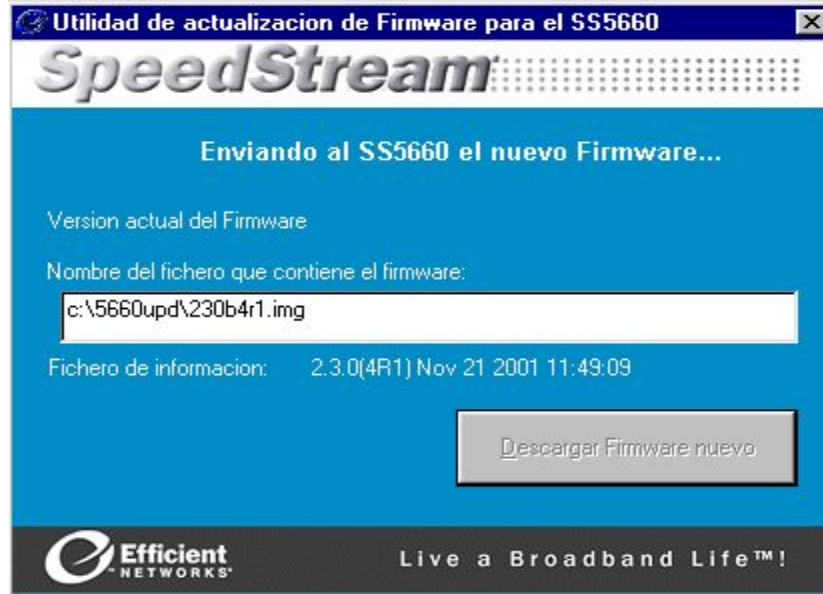 Utilidad de actualizacion de Firmware para el SS5660
SpeedStream®
Enviando al SS5660 el nuevo Firmware...
Version actual del Firmware
Nombre del fichero que contiene el firmware:
c:\5660upd\230b4r1.img
Fichero de informacion: 2.3.0(4R1) Nov 21 2001 11:49:09
Descargar Firmware nuevo
Efficient
NETWORKS®
Live a Broadband Life™!